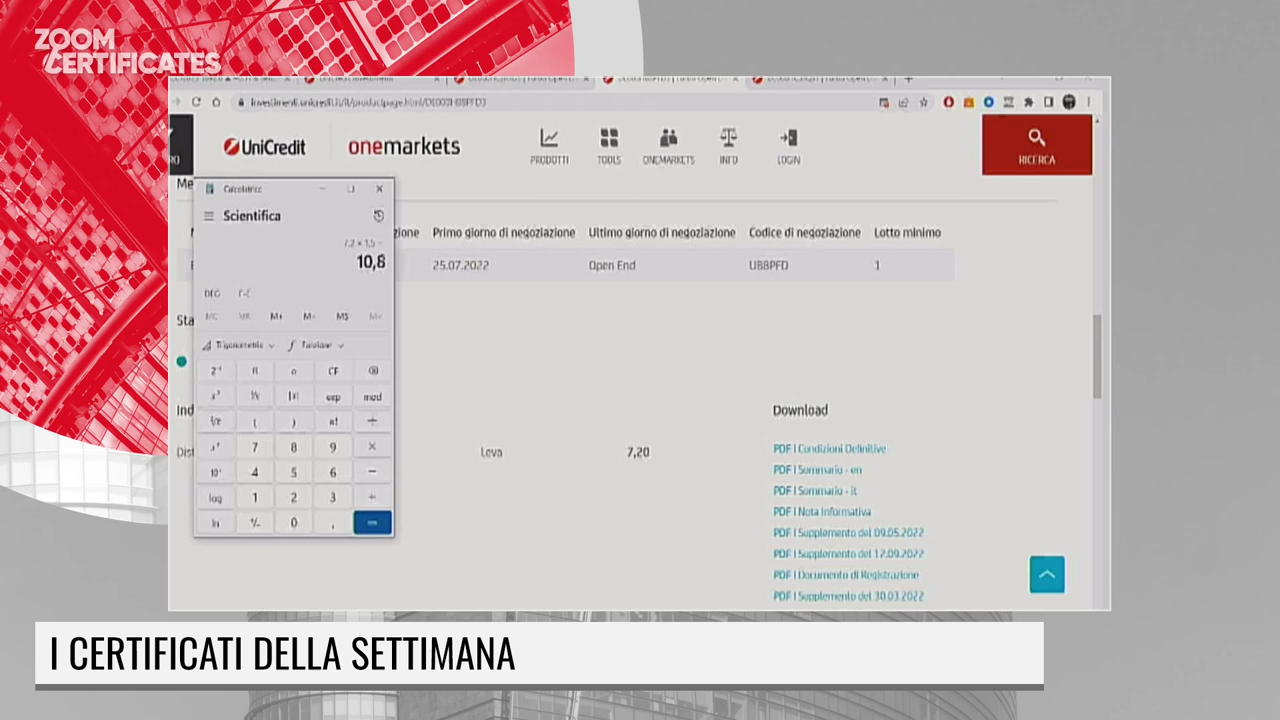 ZOOM
CERTIFICATES
UniCredit
onemarkets
PRODOTTI
TOOLS
ONEMARKETS
INFO
LOGIN
RICERCA
Calcolatrice
Scientifica
7,2 × 1,5 =
10,8
DEG F-E
MC MR M+ M- MS
Trigonometria Funzione
CE
|x| exp mod
( ) n!
7 8 9 ×
4 5 6 −
log 1 2 3 +
ln +/- 0 , =
zione Primo giorno di negoziazione Ultimo giorno di negoziazione Codice di negoziazione Lotto minimo
25.07.2022 Open End UB8PFD 1
Sta
Ind
Dist
Leva 7,20
Download
PDF | Condizioni Definitive
PDF | Sommario - en
PDF | Sommario - it
PDF | Nota Informativa
PDF | Supplemento del 09.05.2022
PDF | Supplemento del 12.09.2022
PDF | Documento di Registrazione
PDF | Supplemento del 30.03.2022
I CERTIFICATI DELLA SETTIMANA